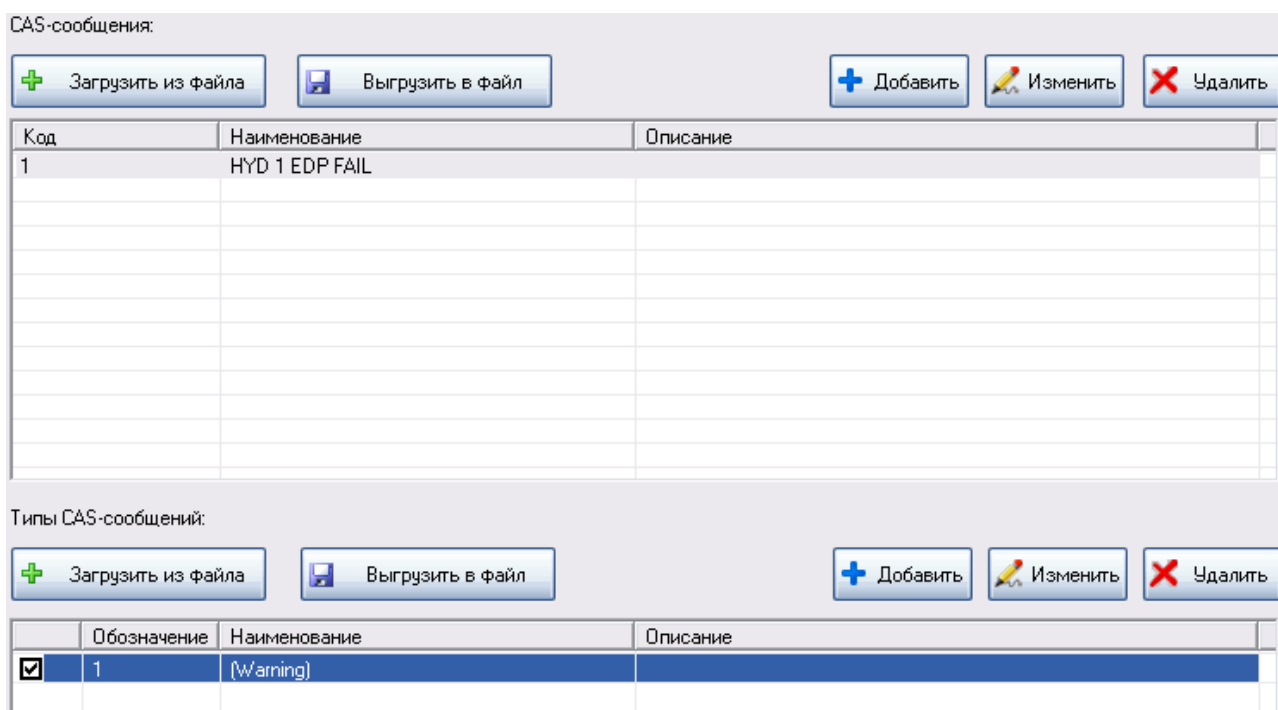 CAS-сообщения:
Загрузить из файла Выгрузить в файл Добавить Изменить Удалить
Код Наименование Описание
1 HYD 1 EDP FAIL
Типы CAS-сообщений:
Загрузить из файла Выгрузить в файл Добавить Изменить Удалить
Обозначение Наименование Описание
1 (Warning)